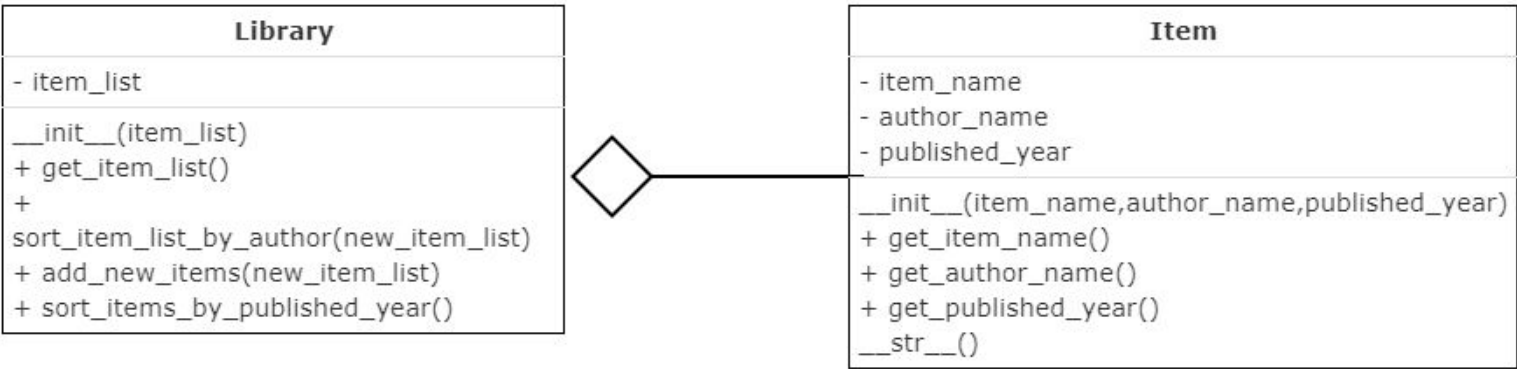 Library
- item_list
__init__(item_list)
+ get_item_list()
+
sort_item_list_by_author(new_item_list)
+ add_new_items(new_item_list)
+ sort_items_by_published_year()
Item
- item_name
- author_name
- published_year
__init__(item_name,author_name,published_year)
+ get_item_name()
+ get_author_name()
+ get_published_year()
__str__()